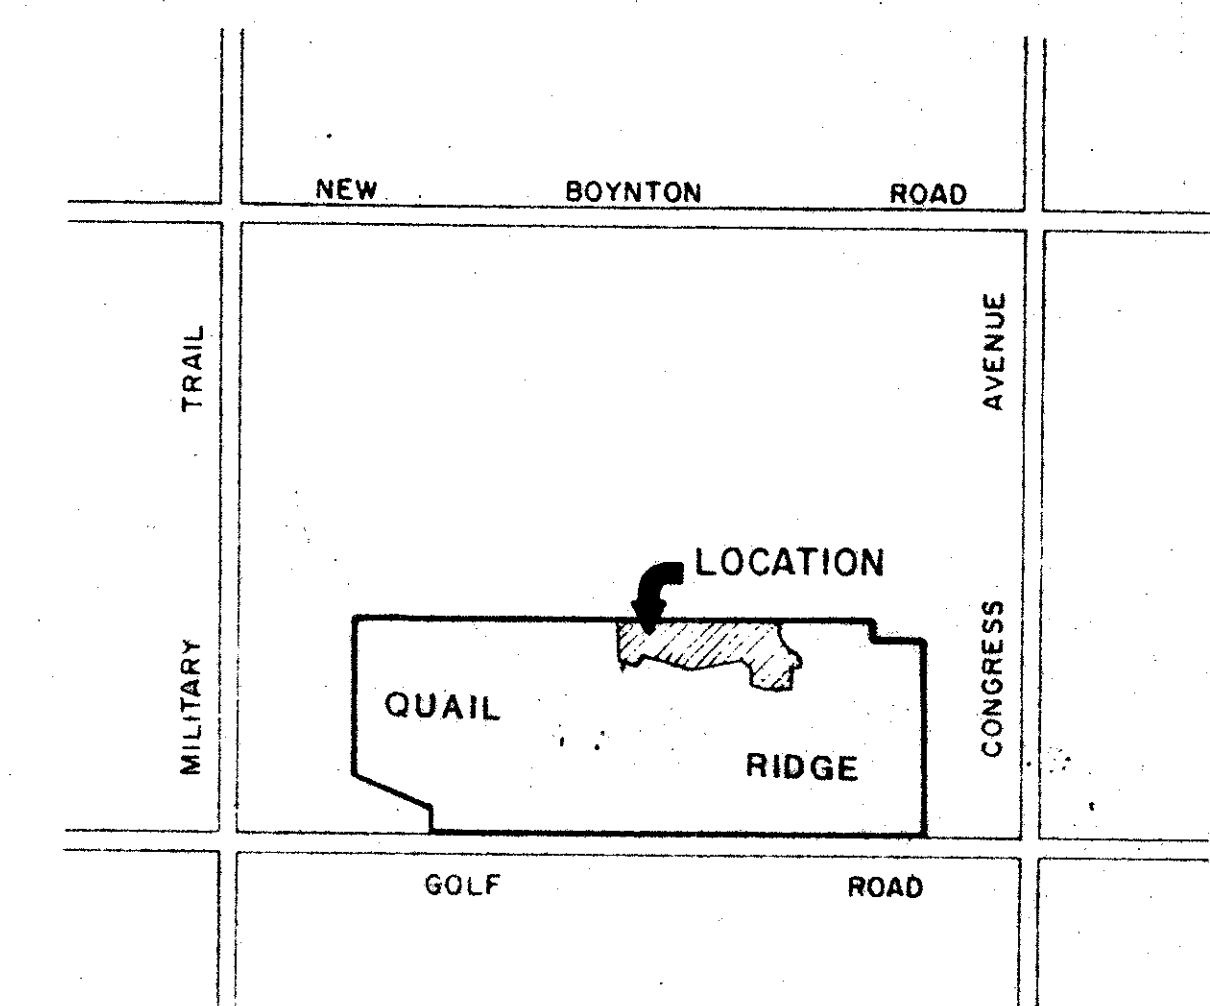 NEW BOYNTON ROAD
MILITARY TRAIL
CONGRESS AVENUE
LOCATION
QUAIL RIDGE
GOLF ROAD